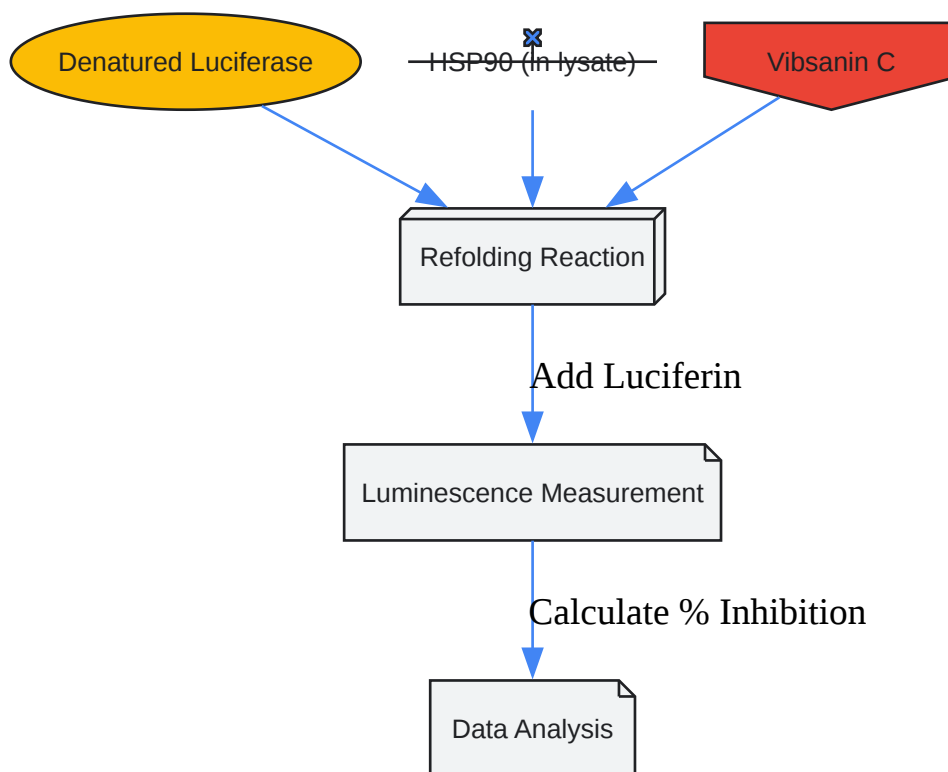 Denatured Luciferase
HSP90 (in lysate)
Vibsanin C
Refolding Reaction
Add Luciferin
Luminescence Measurement
Calculate % Inhibition
Data Analysis